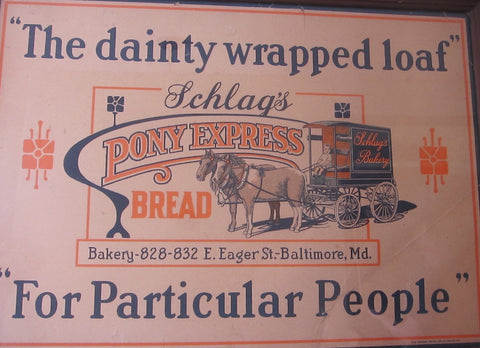 "The dainty wrapped loaf"
Schlag's
PONY EXPRESS
BREAD
Schlag's
Bakery
Bakery-828-832 E. Eager St.-Baltimore, Md.
"For Particular People"